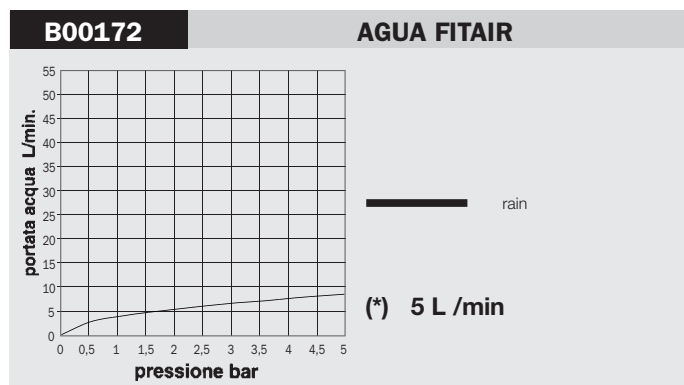 B00172
AGUA FITAIR
55
50
45
40
35
30
25
20
15
10
5
0
portata acqua L/min.
0 0,5 1 1,5 2 2,5 3 3,5 4 4,5 5
pressione bar
rain
(*) 5 L /min